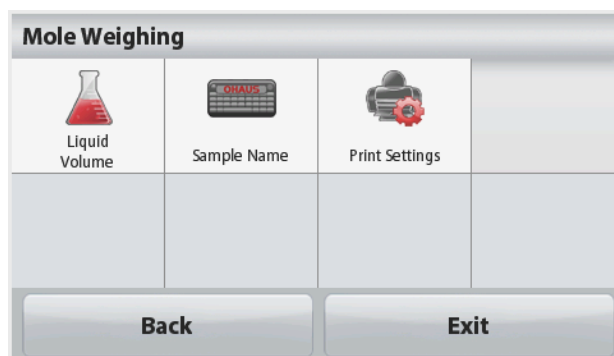 Mole Weighing
OHAUS
Liquid
Volume
Sample Name
Print Settings
Back
Exit